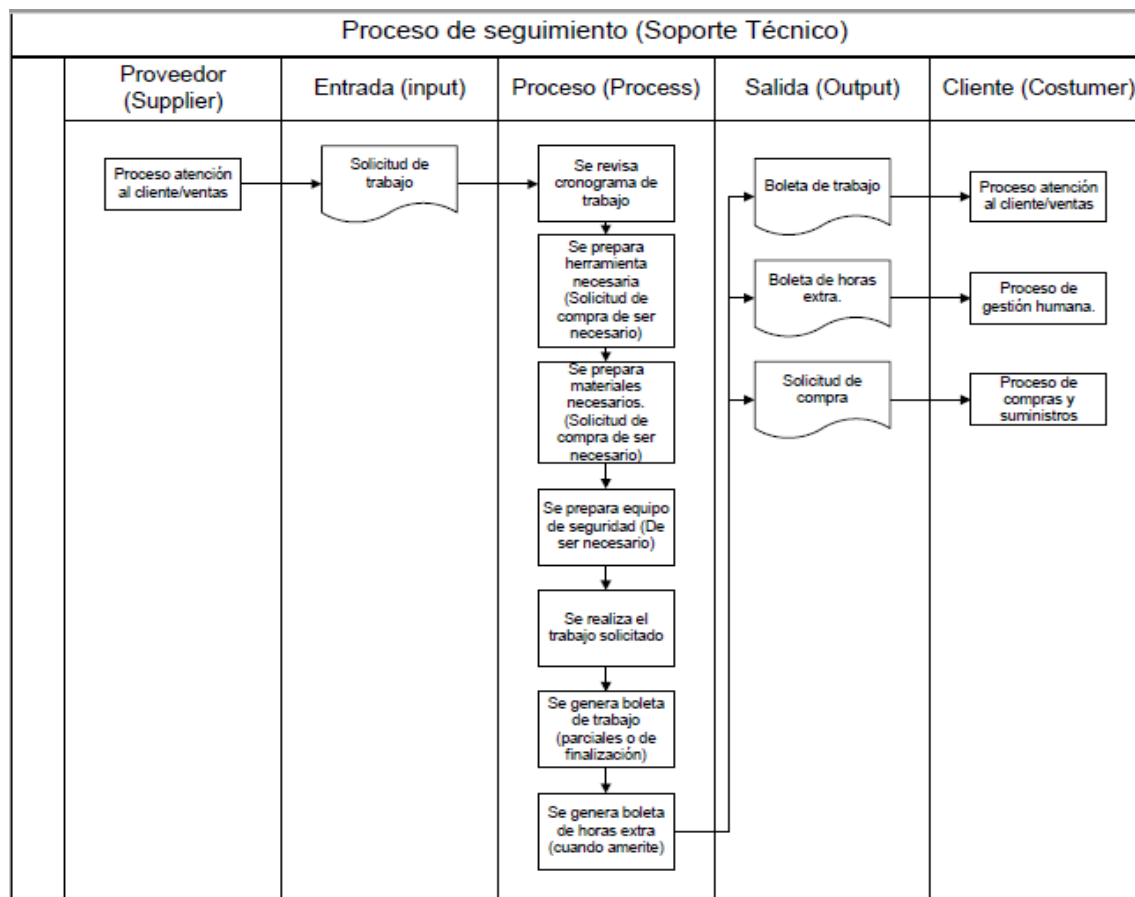 Proceso de seguimiento (Soporte Técnico)
Proveedor
(Supplier)
Entrada (input)
Proceso (Process)
Salida (Output)
Cliente (Costumer)
Proceso atención
al cliente/ventas
Solicitud de
trabajo
Se revisa
cronograma de
trabajo
Se prepara
herramienta
necesaria
(Solicitud de
compra de ser
necesario)
Se prepara
materiales
necesarios.
(Solicitud de
compra de ser
necesario)
Se prepara equipo
de seguridad (De
ser necesario)
Se realiza el
trabajo solicitado
Se genera boleta
de trabajo
(parciales o de
finalización)
Se genera boleta
de horas extra
(cuando amerite)
Boleta de trabajo
Boleta de horas
extra.
Solicitud de
compra
Proceso atención
al cliente/ventas
Proceso de
gestión humana.
Proceso de
compras y
suministros